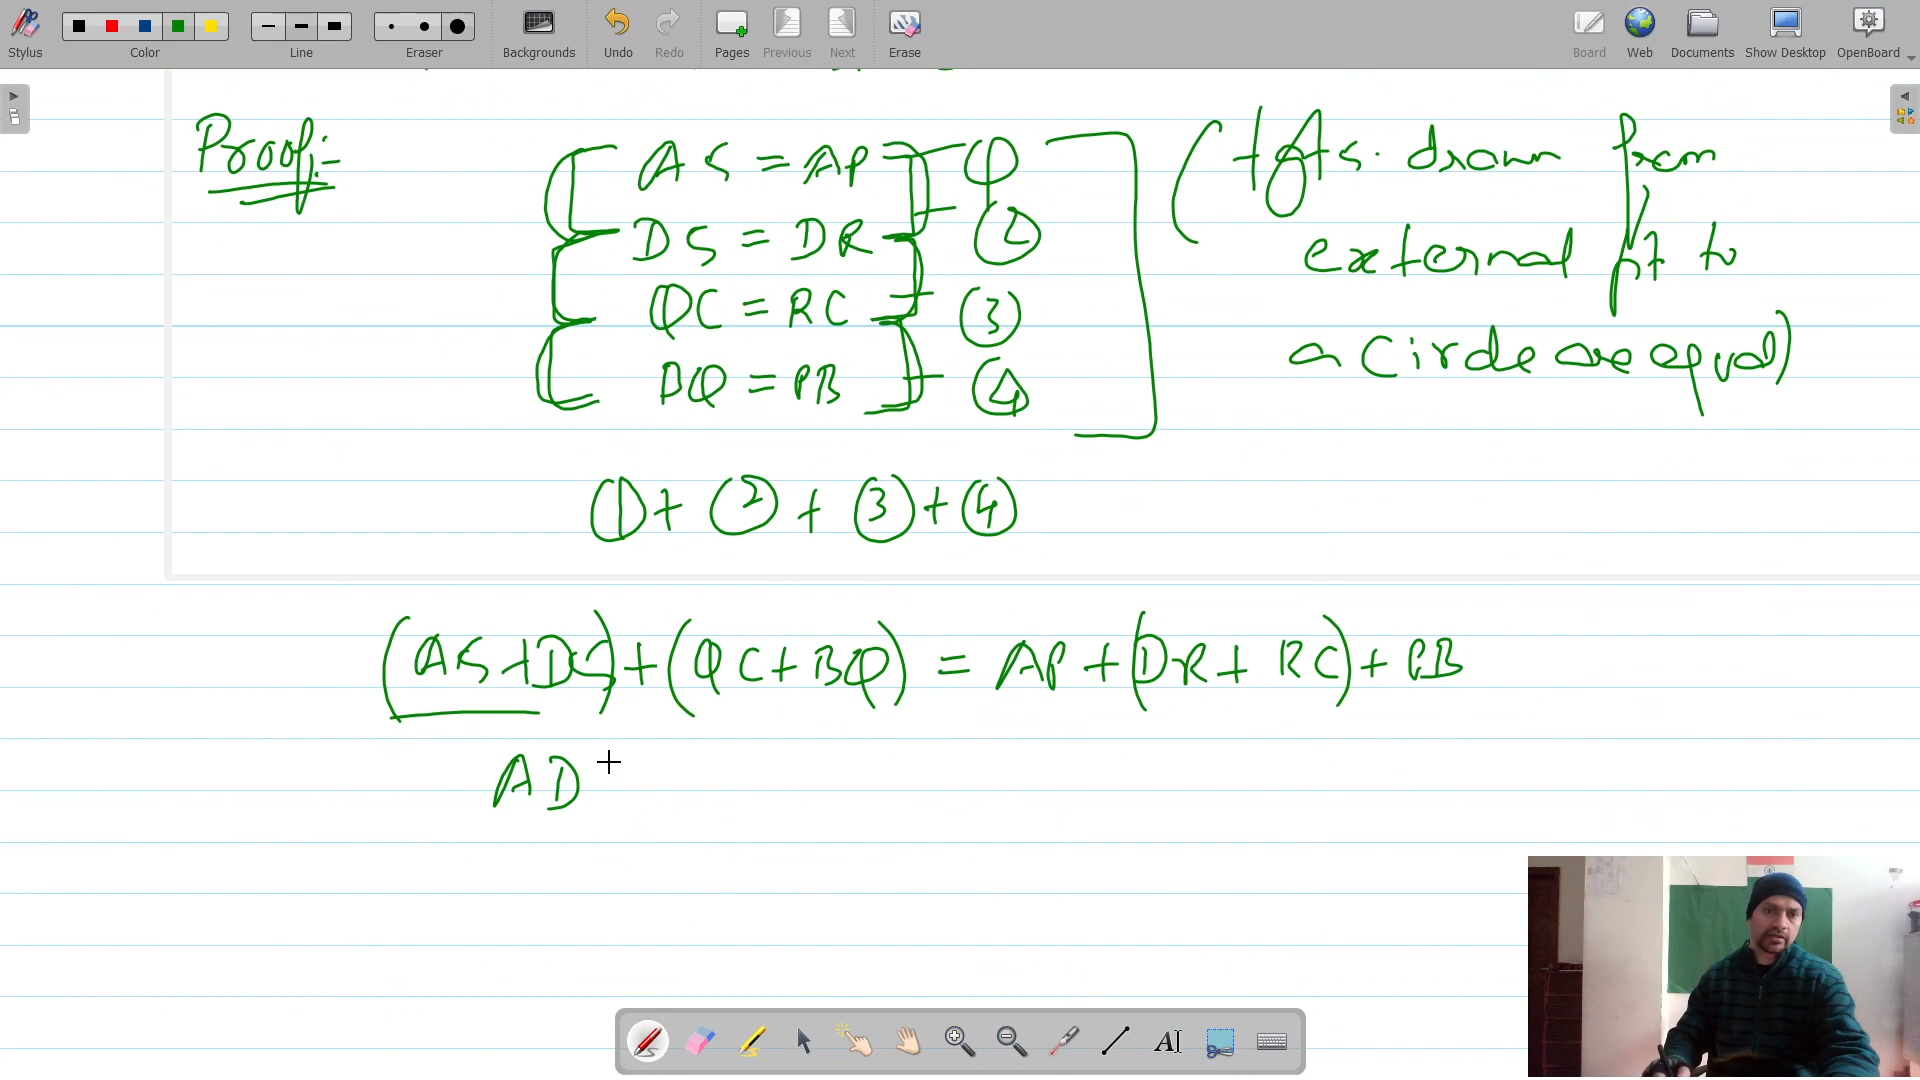 Stylus Color Line Eraser Backgrounds Undo Redo Pages Previous Next Erase Board Web Documents Show Desktop OpenBoard
Proof:-
AS = AP - (1)
DS = DR - (2)
QC = RC - (3)
BQ = PB - (4)
(tgts. drawn from
external pt to
a Circle are equal)
(1) + (2) + (3) + (4)
(AS+DS)+(QC+BQ) = AP+(DR+RC)+PB
AD